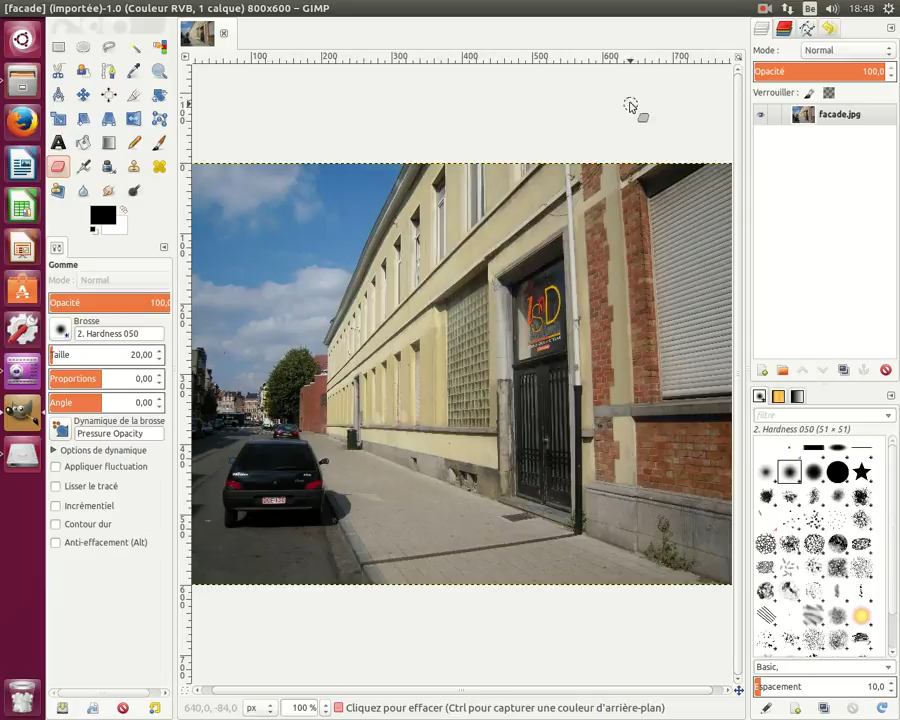 [facade] (importée)-1.0 (Couleur RVB, 1 calque) 800x600 – GIMP
Be
18:48
100 200 300 400 500 600 700
Mode : Normal
Opacité 100,0
Verrouiller :
facade.jpg
Gomme
Mode : Normal
Opacité 100,0
Brosse
2. Hardness 050
Taille 20,00
Proportions 0,00
Angle 0,00
Dynamique de la brosse
Pressure Opacity
Options de dynamique
Appliquer fluctuation
Lisser le tracé
Incrémentiel
Contour dur
Anti-effacement (Alt)
filtre
2. Hardness 050 (51 × 51)
Basic,
Espacement 10,0
640,0, -84,0 px 100 % Cliquez pour effacer (Ctrl pour capturer une couleur d'arrière-plan)